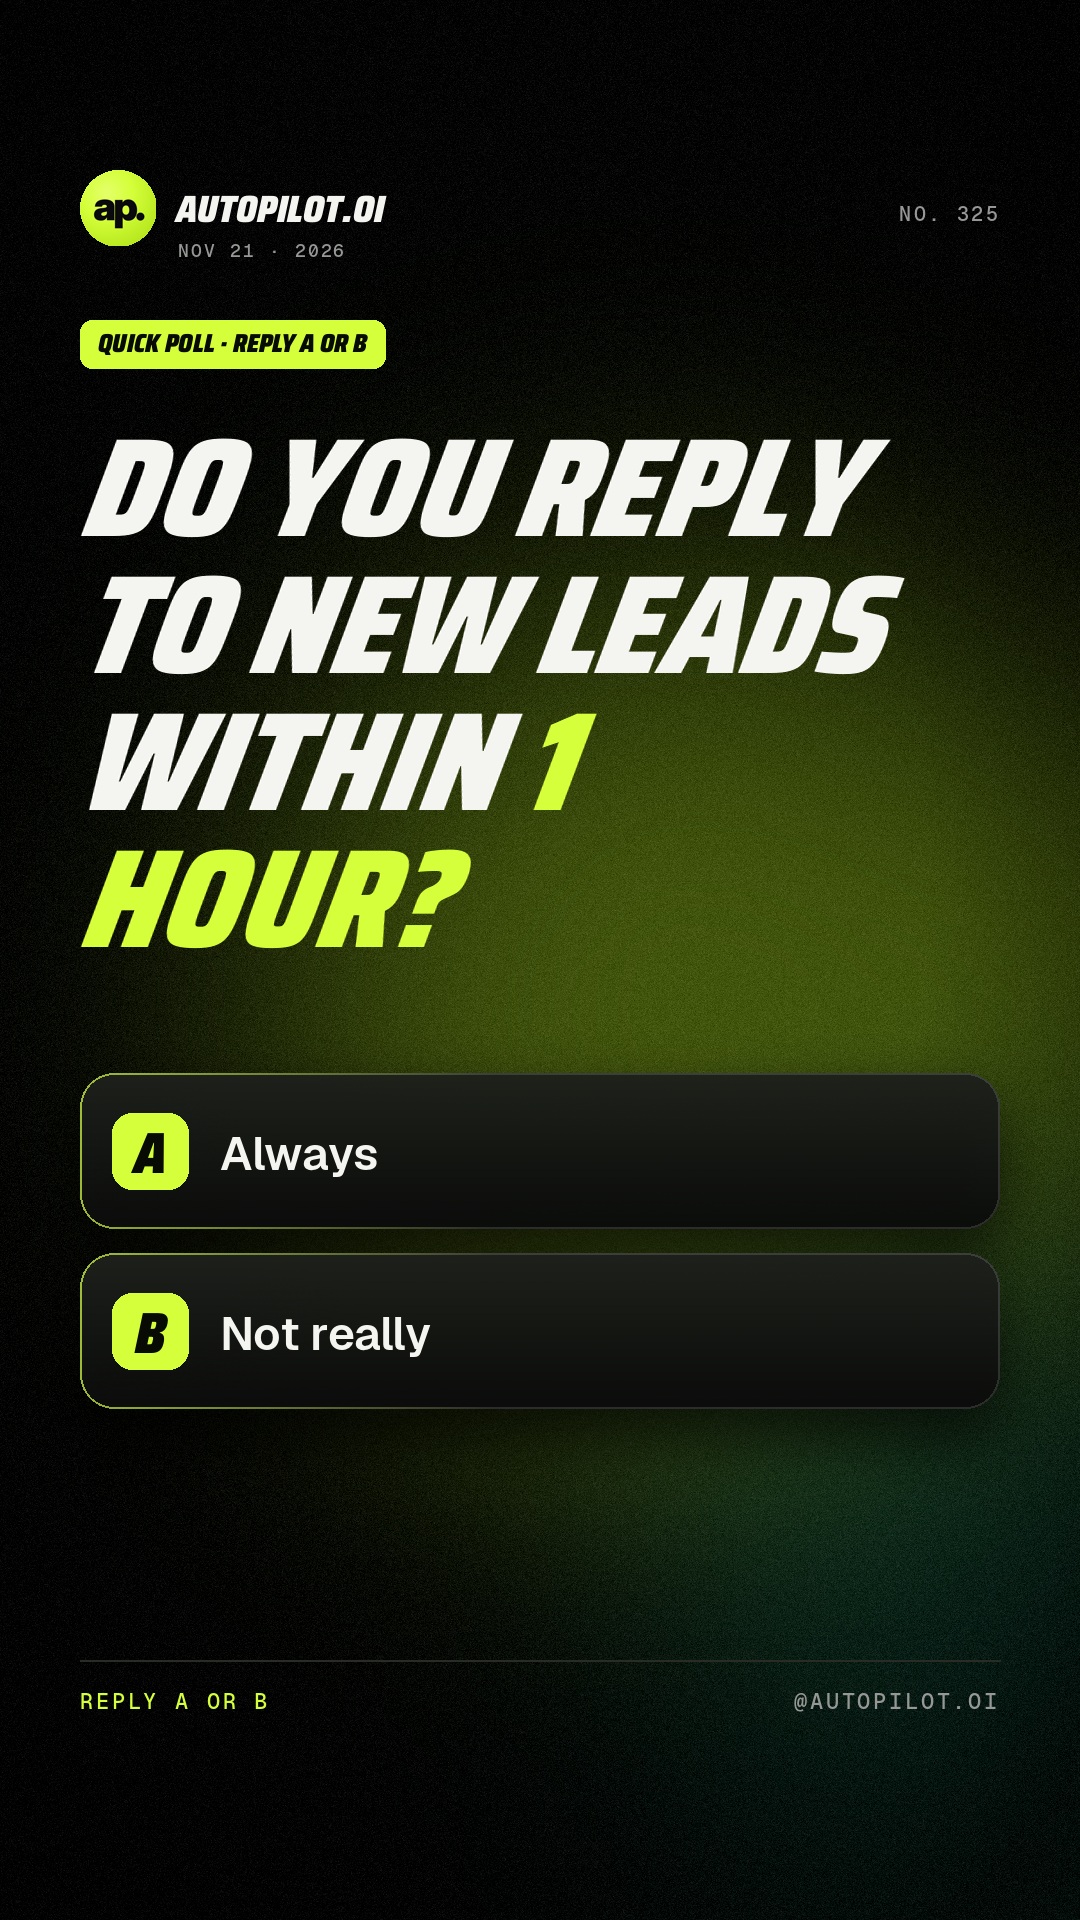 ap.
AUTOPILOT.OI
NOV 21 · 2026
NO. 325
QUICK POLL · REPLY A OR B
DO YOU REPLY
TO NEW LEADS
WITHIN 1
HOUR?
A Always
B Not really
REPLY A OR B
@AUTOPILOT.OI